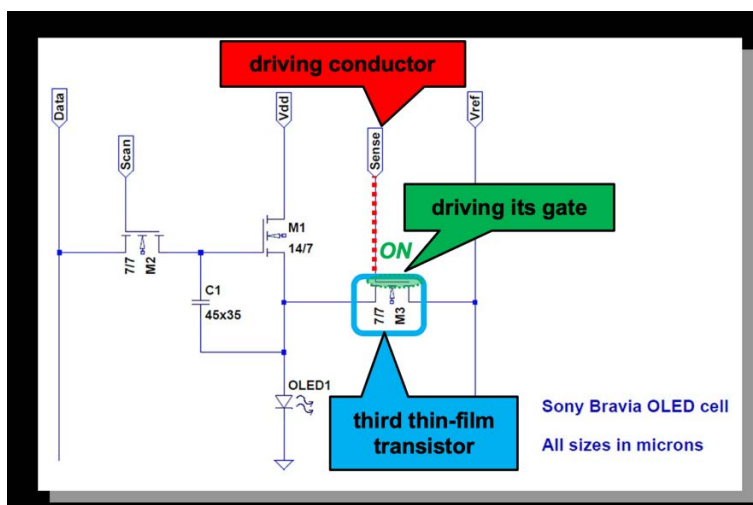 driving conductor
Data
Scan
Vdd
Sense
Vref
driving its gate
ON
M1
14/7
7/7
M2
C1
45x35
7/7
M3
OLED1
third thin-film
transistor
Sony Bravia OLED cell
All sizes in microns